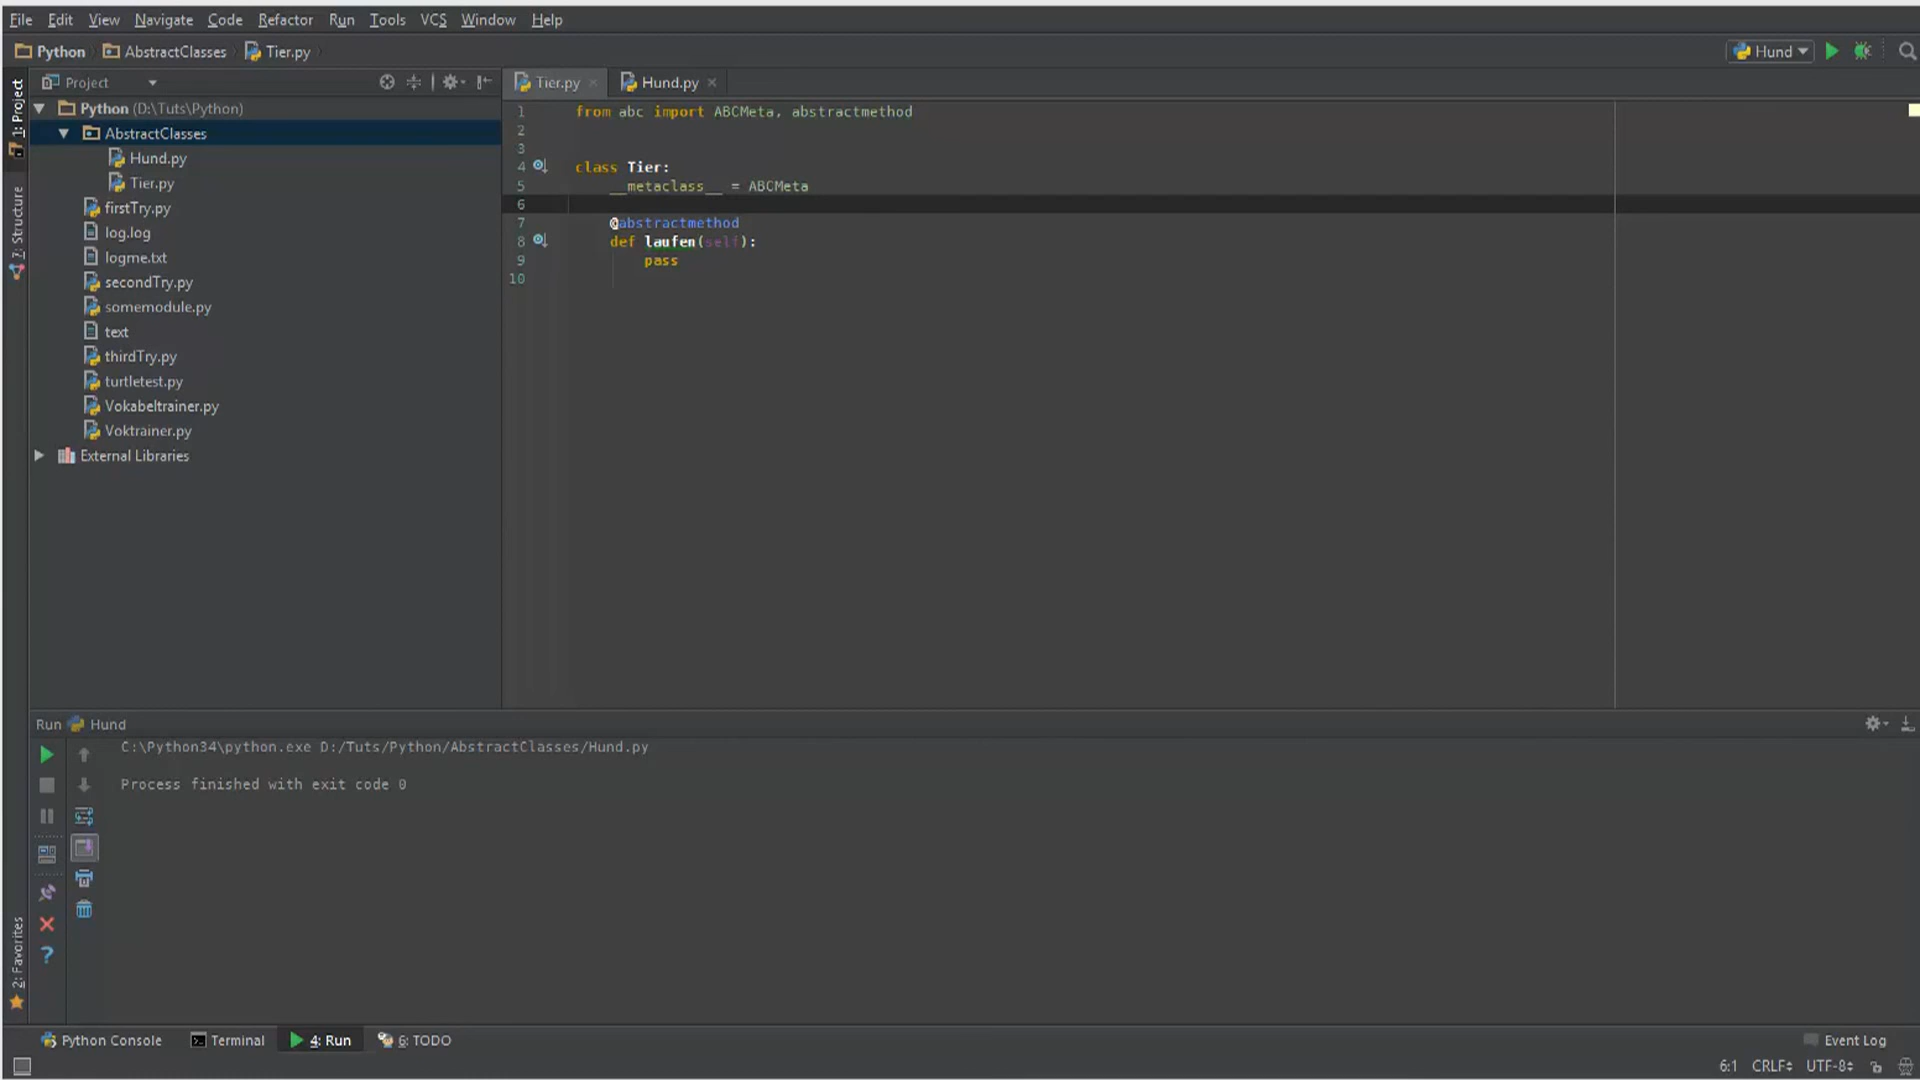 File Edit View Navigate Code Refactor Run Tools VCS Window Help
Python AbstractClasses Tier.py
Hund
1: Project
7: Structure
2: Favorites
Project
Python (D:\Tuts\Python)
AbstractClasses
Hund.py
Tier.py
firstTry.py
log.log
logme.txt
secondTry.py
somemodule.py
text
thirdTry.py
turtletest.py
Vokabeltrainer.py
Voktrainer.py
External Libraries
Tier.py Hund.py
1 from abc import ABCMeta, abstractmethod
2
3
4 class Tier:
5 __metaclass__ = ABCMeta
6
7 @abstractmethod
8 def laufen(self):
9 pass
10
Run Hund
C:\Python34\python.exe D:/Tuts/Python/AbstractClasses/Hund.py
Process finished with exit code 0
Python Console Terminal 4: Run 6: TODO Event Log
6:1 CRLF UTF-8